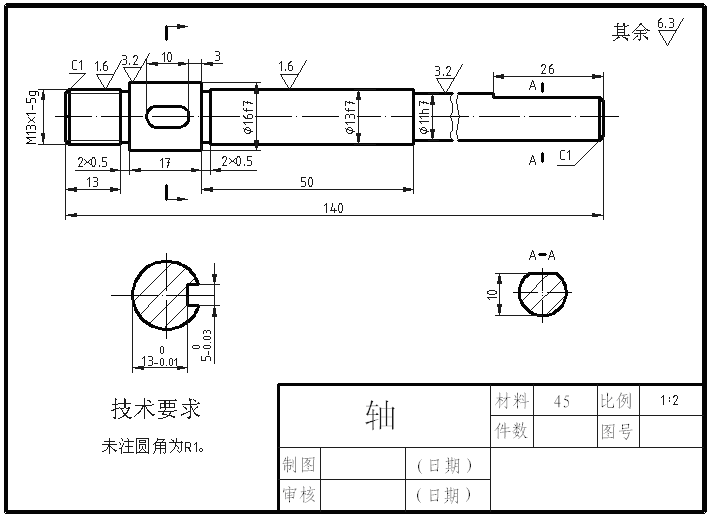 其余 6.3
C1
1.6
3.2
10
3
1.6
3.2
26
A
M13×1-5g
ϕ16f7
ϕ13f7
ϕ11h7
2×0.5
17
2×0.5
A
C1
13
50
140
A-A
10
0
13-0.01
0
5-0.03
技术要求
未注圆角为R1。
轴
材料 45 比例 1:2
件数 图号
制图 (日期)
审核 (日期)